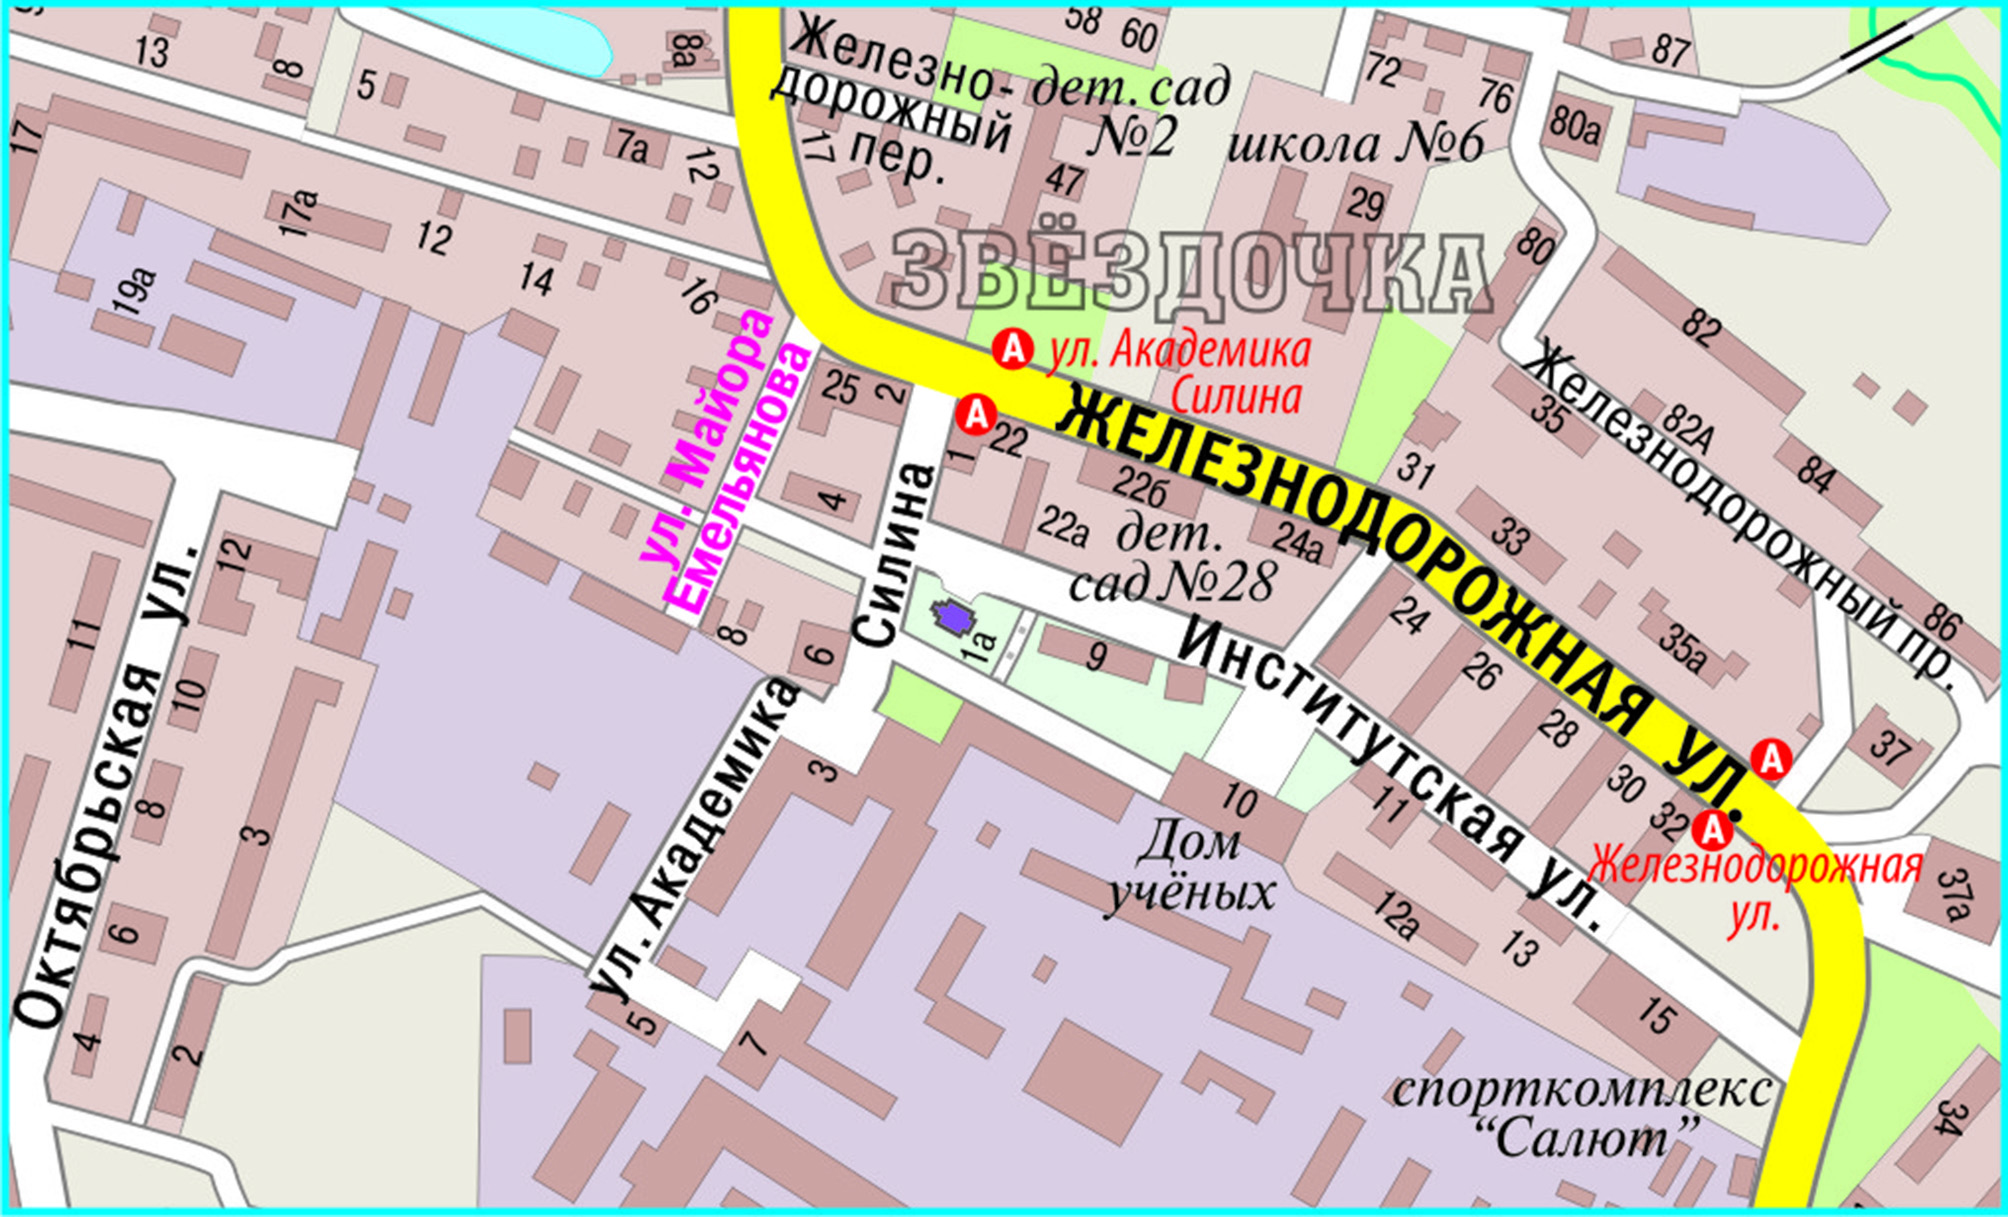 58 60
13
8
8а
5
Железно-
дорожный
пер.
дет. сад
№2
школа №6
72
76
80а
87
17
7а
12
17
47
29
17а
12
14
16
19а
ЗВЁЗДОЧКА
80
82
ул. Майора
Емельянова
25
2
ул. Академика
Силина
ЖЕЛЕЗНОДОРОЖНАЯ УЛ.
А
А
1
22
22б
22а
24а
31
33
35
82А
84
86
Железнодорожный пр.
4
дет.
сад №28
ул. Академика Силина
8
6
1а
9
Институтская ул.
24
26
28
30
32
35а
37
37а
А
А
Железнодорожная
ул.
Октябрьская ул.
12
11
10
8
6
4
2
3
3
5
7
10
11
12а
13
15
Дом
учёных
спорткомплекс
“Салют”
34